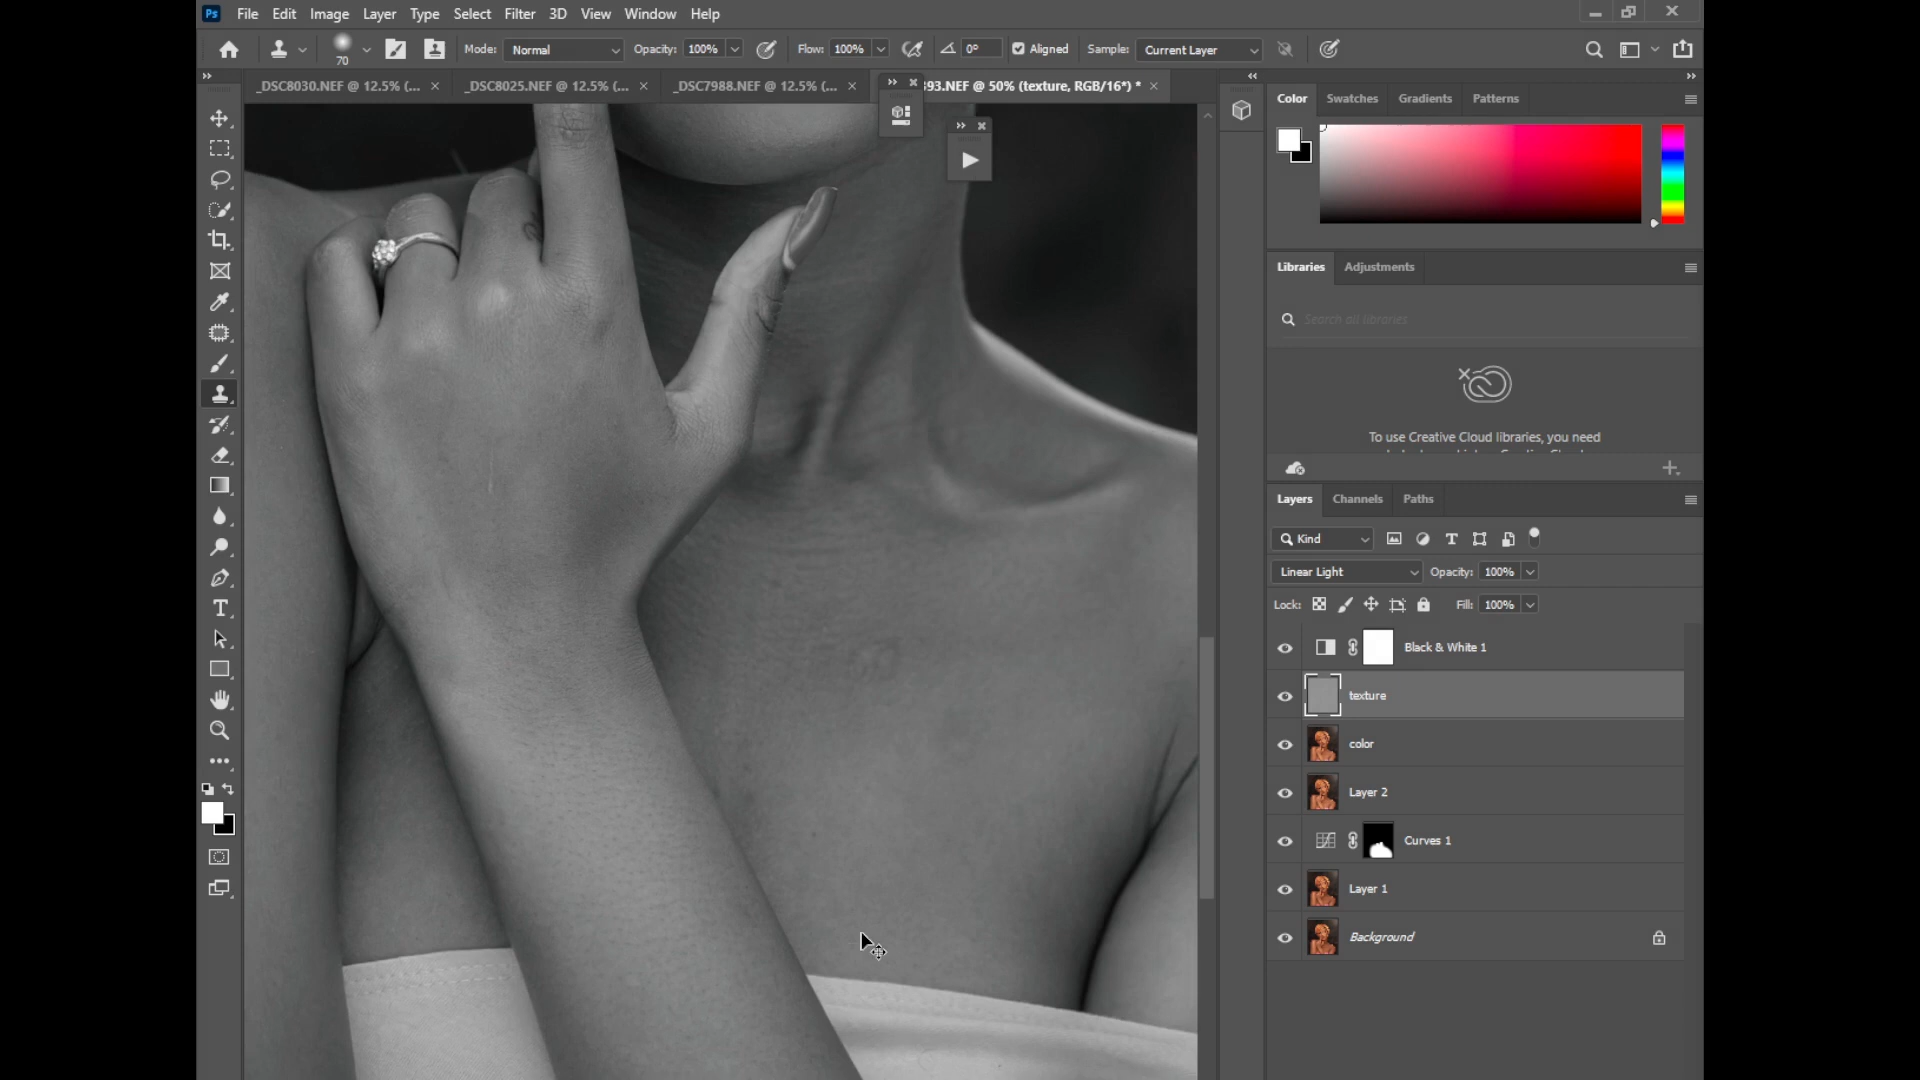 Ps File Edit Image Layer Type Select Filter 3D View Window Help
70 Mode: Normal Opacity: 100% Flow: 100% 0° Aligned Sample: Current Layer
_DSC8030.NEF @ 12.5% (... _DSC8025.NEF @ 12.5% (... _DSC7988.NEF @ 12.5% (... 93.NEF @ 50% (texture, RGB/16*) *
Color Swatches Gradients Patterns
Libraries Adjustments
Search all libraries
To use Creative Cloud libraries, you need
Layers Channels Paths
Kind
Linear Light Opacity: 100%
Lock: Fill: 100%
Black & White 1
texture
color
Layer 2
Curves 1
Layer 1
Background